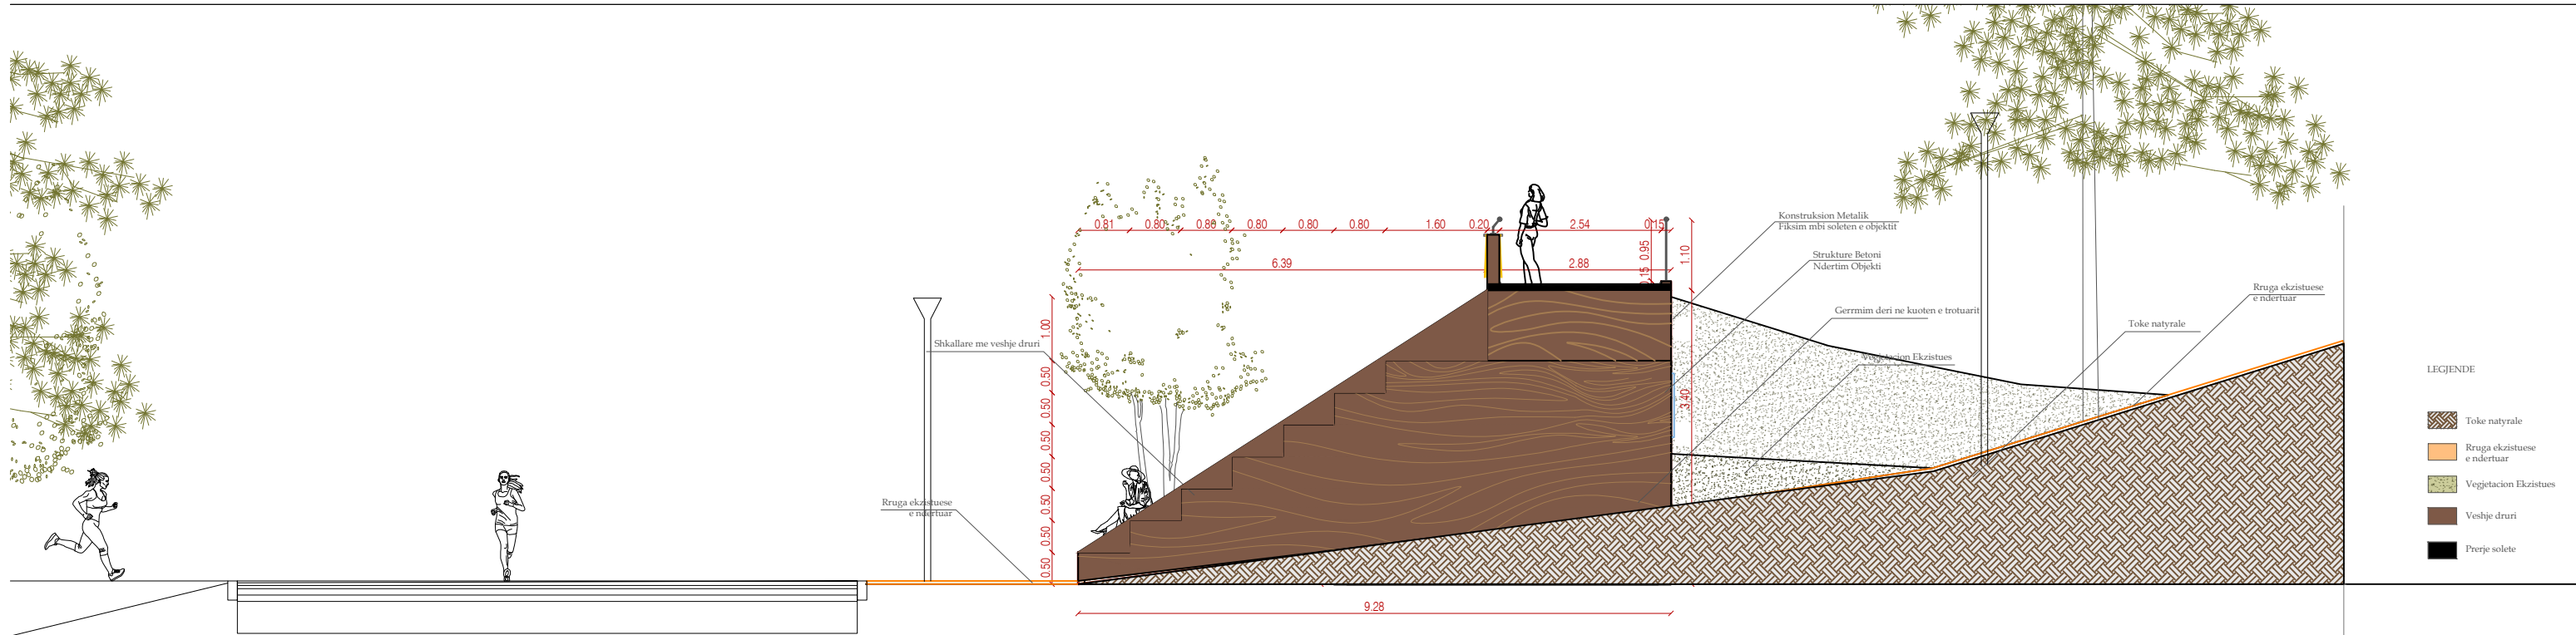 0.81 0.80 0.80 0.80 0.80 0.80 1.60 0.20 2.54 0.15
6.39 2.88
0.15 0.95
1.10
3.40
1.00
0.50
0.50
0.50
0.50
0.50
0.50
0.50
9.28
Shkallare me veshje druri
Rruga ekzistuese
e ndertuar
Konstruksion Metalik
Fiksim mbi soleten e objektit
Strukture Betoni
Ndertim Objekti
Gerrmim deri ne kuoten e trotuarit
Vegjetacion Ekzistues
Toke natyrale
Rruga ekzistuese
e ndertuar
LEGJENDE
Toke natyrale
Rruga ekzistuese
e ndertuar
Vegjetacion Ekzistues
Veshje druri
Prerje solete